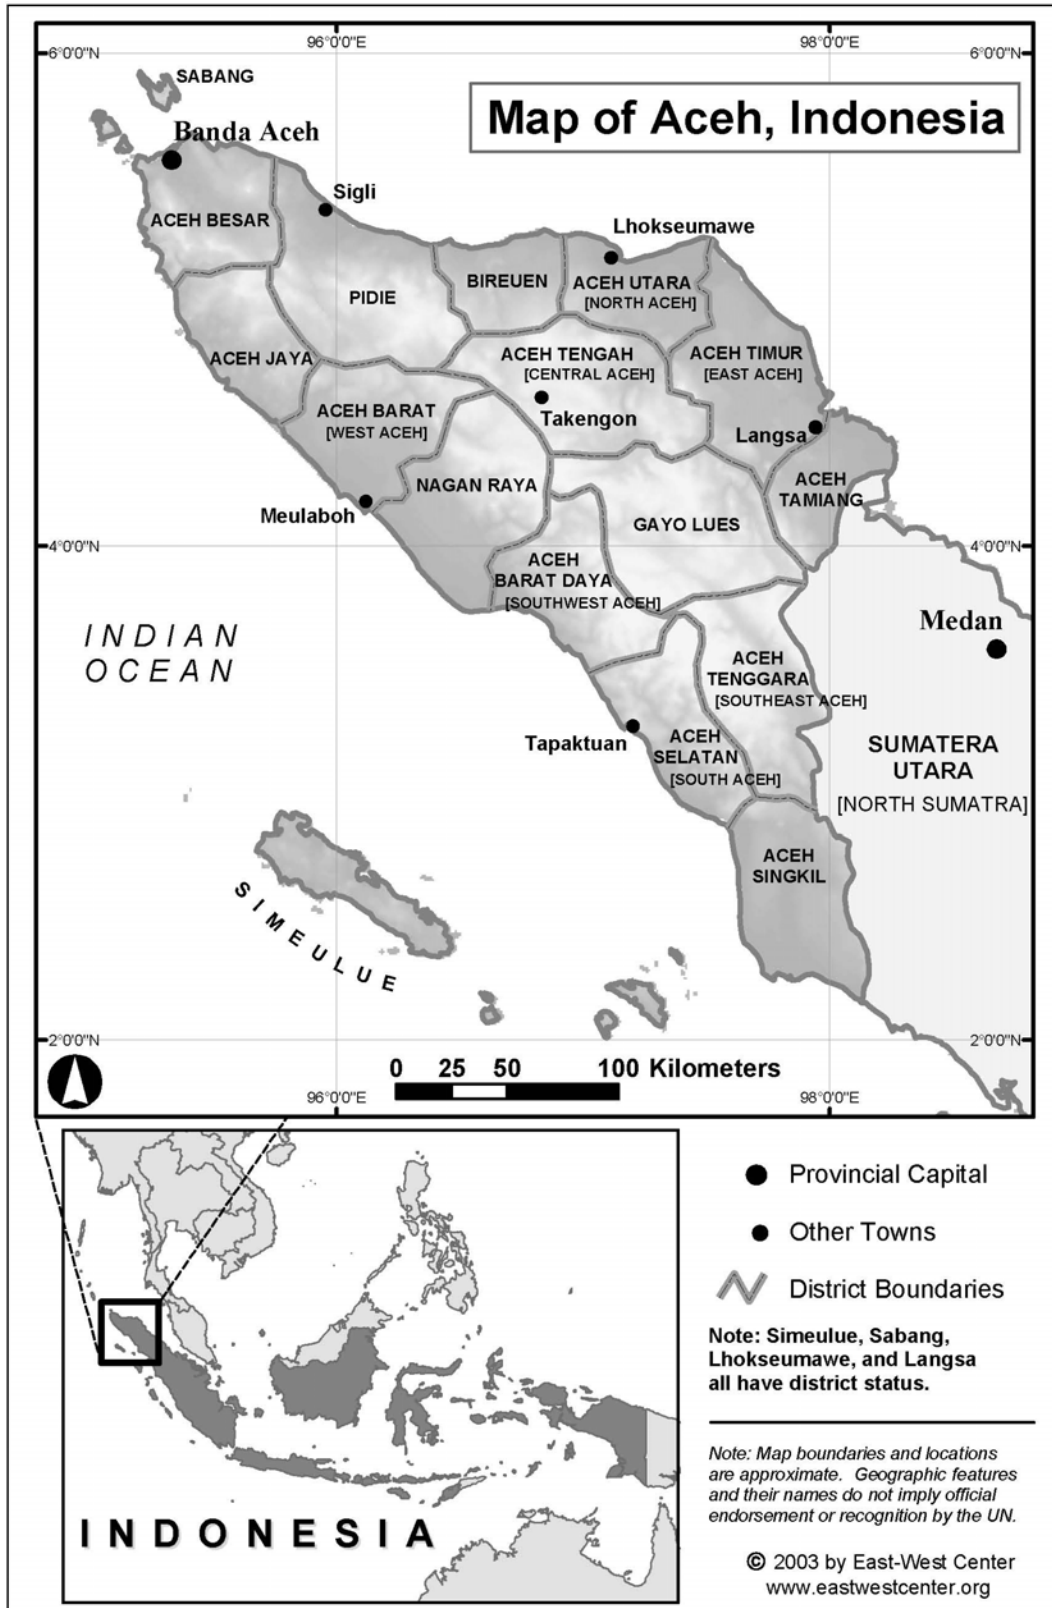 96°0'0"E
98°0'0"E
6°0'0"N
6°0'0"N
SABANG
Map of Aceh, Indonesia
Banda Aceh
Sigli
ACEH BESAR
Lhokseumawe
PIDIE
BIREUEN
ACEH UTARA
[NORTH ACEH]
ACEH JAYA
ACEH TENGAH
[CENTRAL ACEH]
ACEH TIMUR
[EAST ACEH]
ACEH BARAT
[WEST ACEH]
Takengon
Langsa
NAGAN RAYA
ACEH
TAMIANG
Meulaboh
GAYO LUES
4°0'0"N
4°0'0"N
ACEH
BARAT DAYA
[SOUTHWEST ACEH]
INDIAN
OCEAN
Medan
ACEH
TENGGARA
[SOUTHEAST ACEH]
Tapaktuan
ACEH
SELATAN
[SOUTH ACEH]
SUMATERA
UTARA
[NORTH SUMATRA]
ACEH
SINGKIL
SIMEULUE
2°0'0"N
2°0'0"N
0 25 50 100 Kilometers
96°0'0"E
98°0'0"E
Provincial Capital
Other Towns
District Boundaries
Note: Simeulue, Sabang,
Lhokseumawe, and Langsa
all have district status.
Note: Map boundaries and locations
are approximate. Geographic features
and their names do not imply official
endorsement or recognition by the UN.
INDONESIA
© 2003 by East-West Center
www.eastwestcenter.org